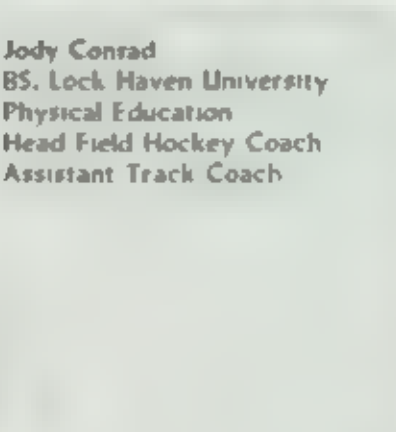 Jody Conrad
BS. Lock Haven University
Physical Education
Head Field Hockey Coach
Assistant Track Coach